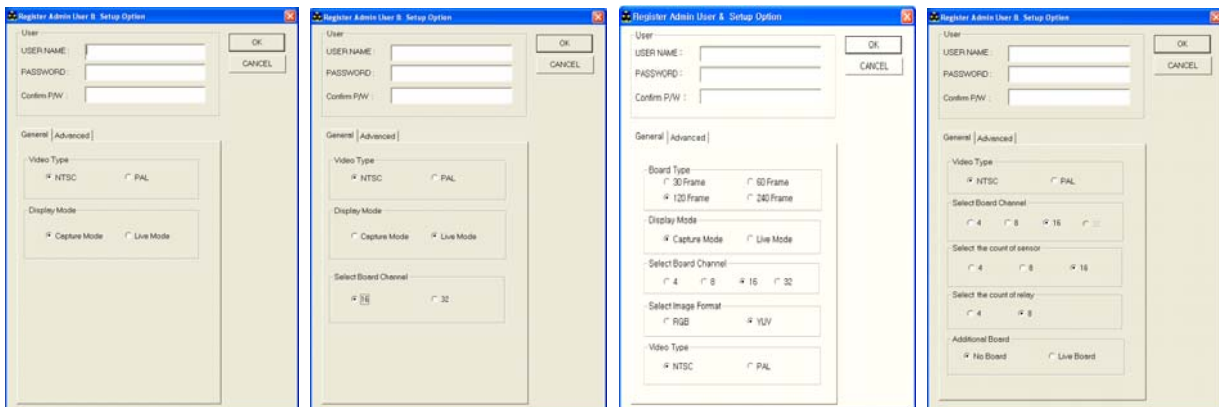 Register Admin User & Setup Option
User
USER NAME :
PASSWORD :
Confirm P/W :
OK
CANCEL
General
Advanced
Video Type
NTSC
PAL
Display Mode
Capture Mode
Live Mode
Register Admin User & Setup Option
User
USER NAME :
PASSWORD :
Confirm P/W :
OK
CANCEL
General
Advanced
Video Type
NTSC
PAL
Display Mode
Capture Mode
Live Mode
Select Board Channel
16
32
Register Admin User & Setup Option
User
USER NAME :
PASSWORD :
Confirm P/W :
OK
CANCEL
General
Advanced
Board Type
30 Frame
60 Frame
120 Frame
240 Frame
Display Mode
Capture Mode
Live Mode
Select Board Channel
4
8
16
32
Select Image Format
RGB
YUV
Video Type
NTSC
PAL
Register Admin User & Setup Option
User
USER NAME :
PASSWORD :
Confirm P/W :
OK
CANCEL
General
Advanced
Video Type
NTSC
PAL
Select Board Channel
4
8
16
Select the count of sensor
4
8
16
Select the count of relay
4
8
Additional Board
No Board
Live Board